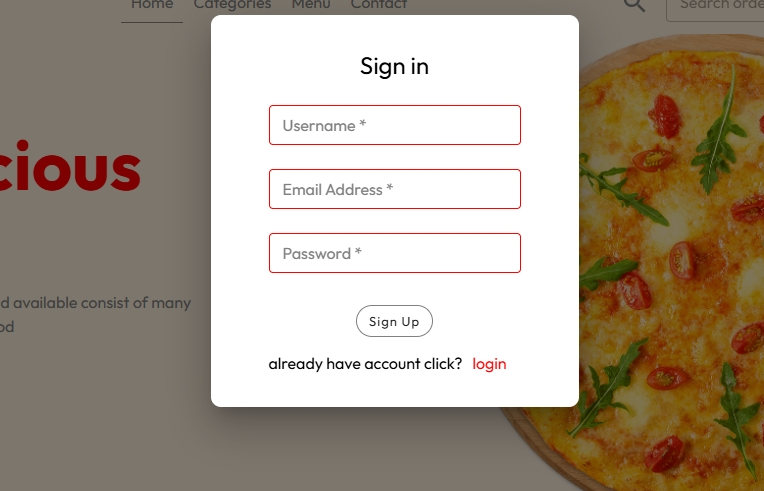 Home Categories Menu Contact
Search orde
Sign in
Username *
cious
Email Address *
Password *
d available consist of many
od
Sign Up
already have account click? login